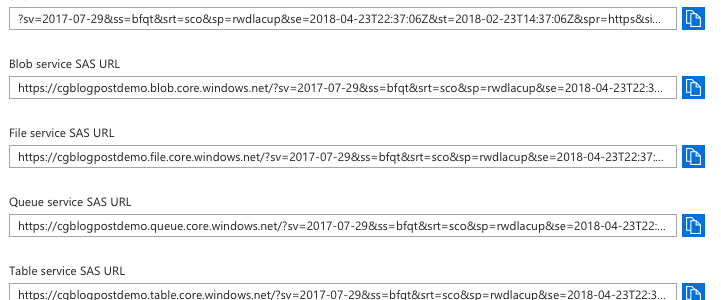 ?sv=2017-07-29&ss=bfqt&srt=sco&sp=rwdlacup&se=2018-04-23T22:37:06Z&st=2018-02-23T14:37:06Z&spr=https&si...
Blob service SAS URL
https://cgblogpostdemo.blob.core.windows.net/?sv=2017-07-29&ss=bfqt&srt=sco&sp=rwdlacup&se=2018-04-23T22:3...
File service SAS URL
https://cgblogpostdemo.file.core.windows.net/?sv=2017-07-29&ss=bfqt&srt=sco&sp=rwdlacup&se=2018-04-23T22:37:...
Queue service SAS URL
https://cgblogpostdemo.queue.core.windows.net/?sv=2017-07-29&ss=bfqt&srt=sco&sp=rwdlacup&se=2018-04-23T22:...
Table service SAS URL
https://cgblogpostdemo.table.core.windows.net/?sv=2017-07-29&ss=bfqt&srt=sco&sp=rwdlacup&se=2018-04-23T22:3...